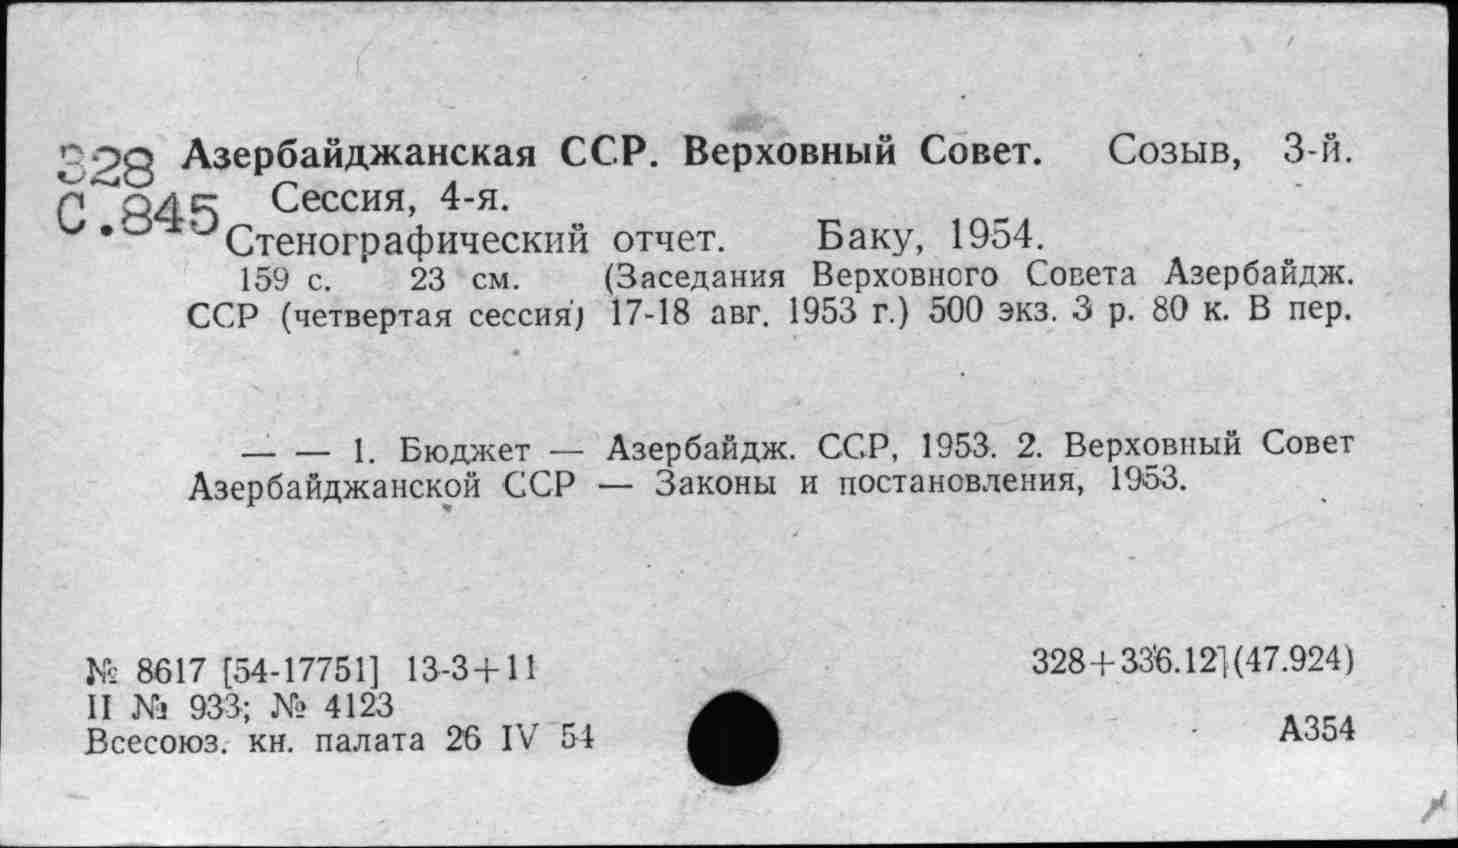 328 Азербайджанская ССР. Верховный Совет. Созыв, 3-й.
С.845 Сессия, 4-я.
Стенографический отчет. Баку, 1954.
159 с. 23 см. (Заседания Верховного Совета Азербайдж.
ССР (четвертая сессия) 17-18 авг. 1953 г.) 500 экз. 3 р. 80 к. В пер.
— — 1. Бюджет — Азербайдж. ССР, 1953. 2. Верховный Совет
Азербайджанской ССР — Законы и постановления, 1953.
№ 8617 [54-17751] 13-3+11
II № 933; № 4123
Всесоюз. кн. палата 26 IV 54
328+336.121(47.924)
А354